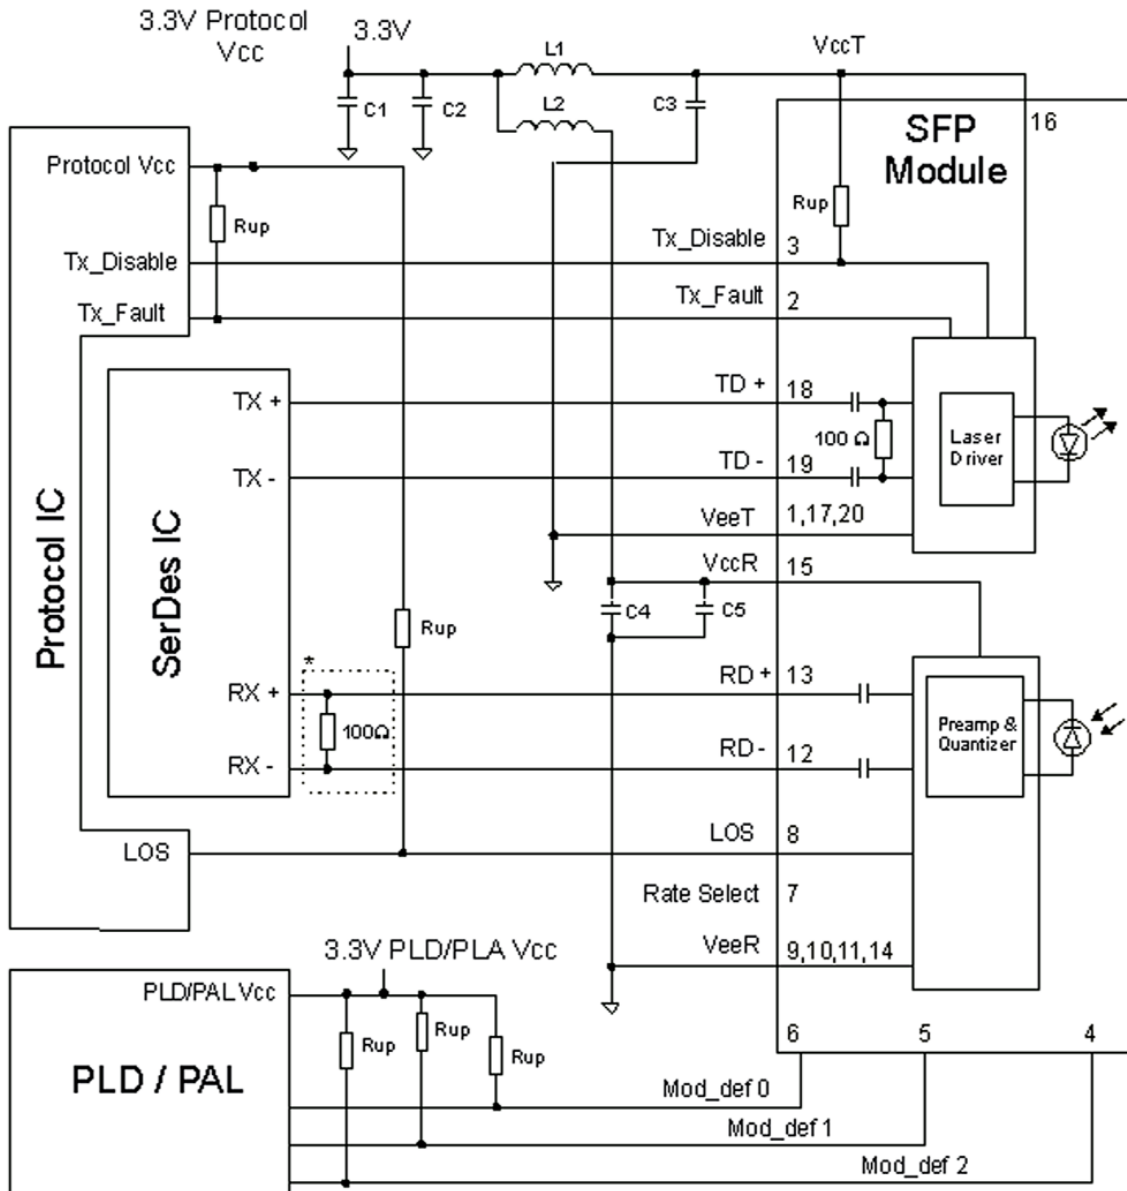 3.3V Protocol
Vcc
3.3V
L1
VccT
C1
C2
L2
C3
SFP
Module
16
Protocol Vcc
Rup
Rup
Tx_Disable
Tx_Disable
3
Tx_Fault
Tx_Fault
2
TX +
TD +
18
100 Ω
Laser
Driver
TX -
TD -
19
VeeT
1,17,20
Protocol IC
SerDes IC
VccR
15
C4
C5
Rup
*
RX +
RD +
13
100Ω
Preamp &
Quantizer
RX -
RD -
12
LOS
LOS
8
Rate Select
7
3.3V PLD/PLA Vcc
VeeR
9,10,11,14
PLD/PAL Vcc
Rup
Rup
Rup
6
5
4
PLD / PAL
Mod_def 0
Mod_def 1
Mod_def 2